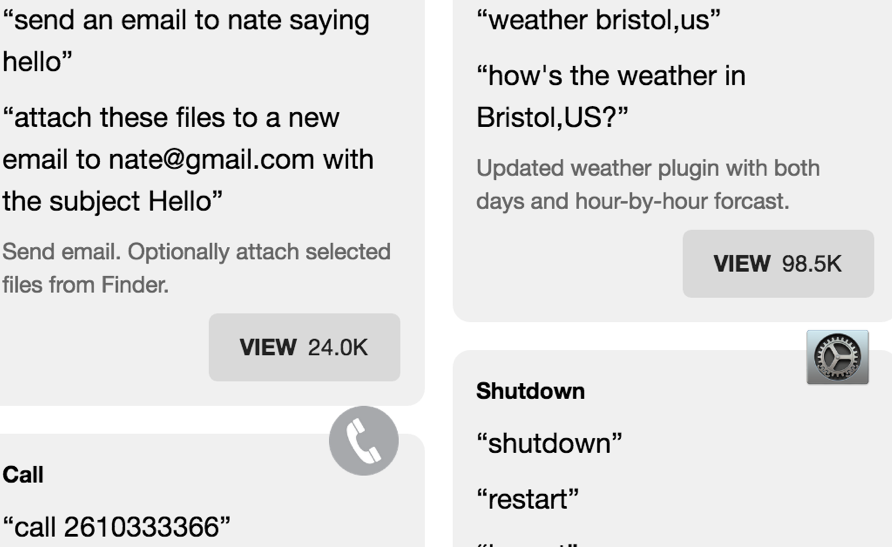 “send an email to nate saying
hello”
“attach these files to a new
email to nate@gmail.com with
the subject Hello”
Send email. Optionally attach selected
files from Finder.
VIEW 24.0K
Call
“call 2610333366”
“weather bristol,us”
“how's the weather in
Bristol,US?”
Updated weather plugin with both
days and hour-by-hour forcast.
VIEW 98.5K
Shutdown
“shutdown”
“restart”